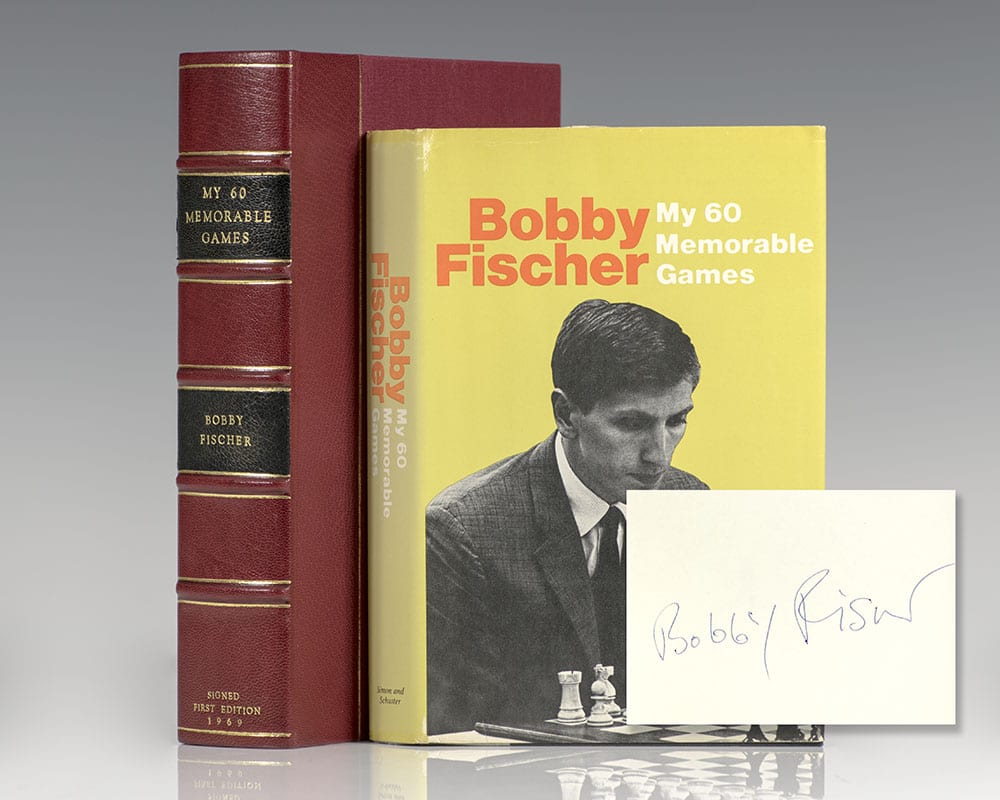 MY 60
MEMORABLE
GAMES
BOBBY
FISCHER
SIGNED
FIRST EDITION
1969
Bobby
Fischer
My 60
Memorable
Games
Simon and
Schuster
Bobby
Fischer
My 60
Memorable
Games
Bobby Fischer